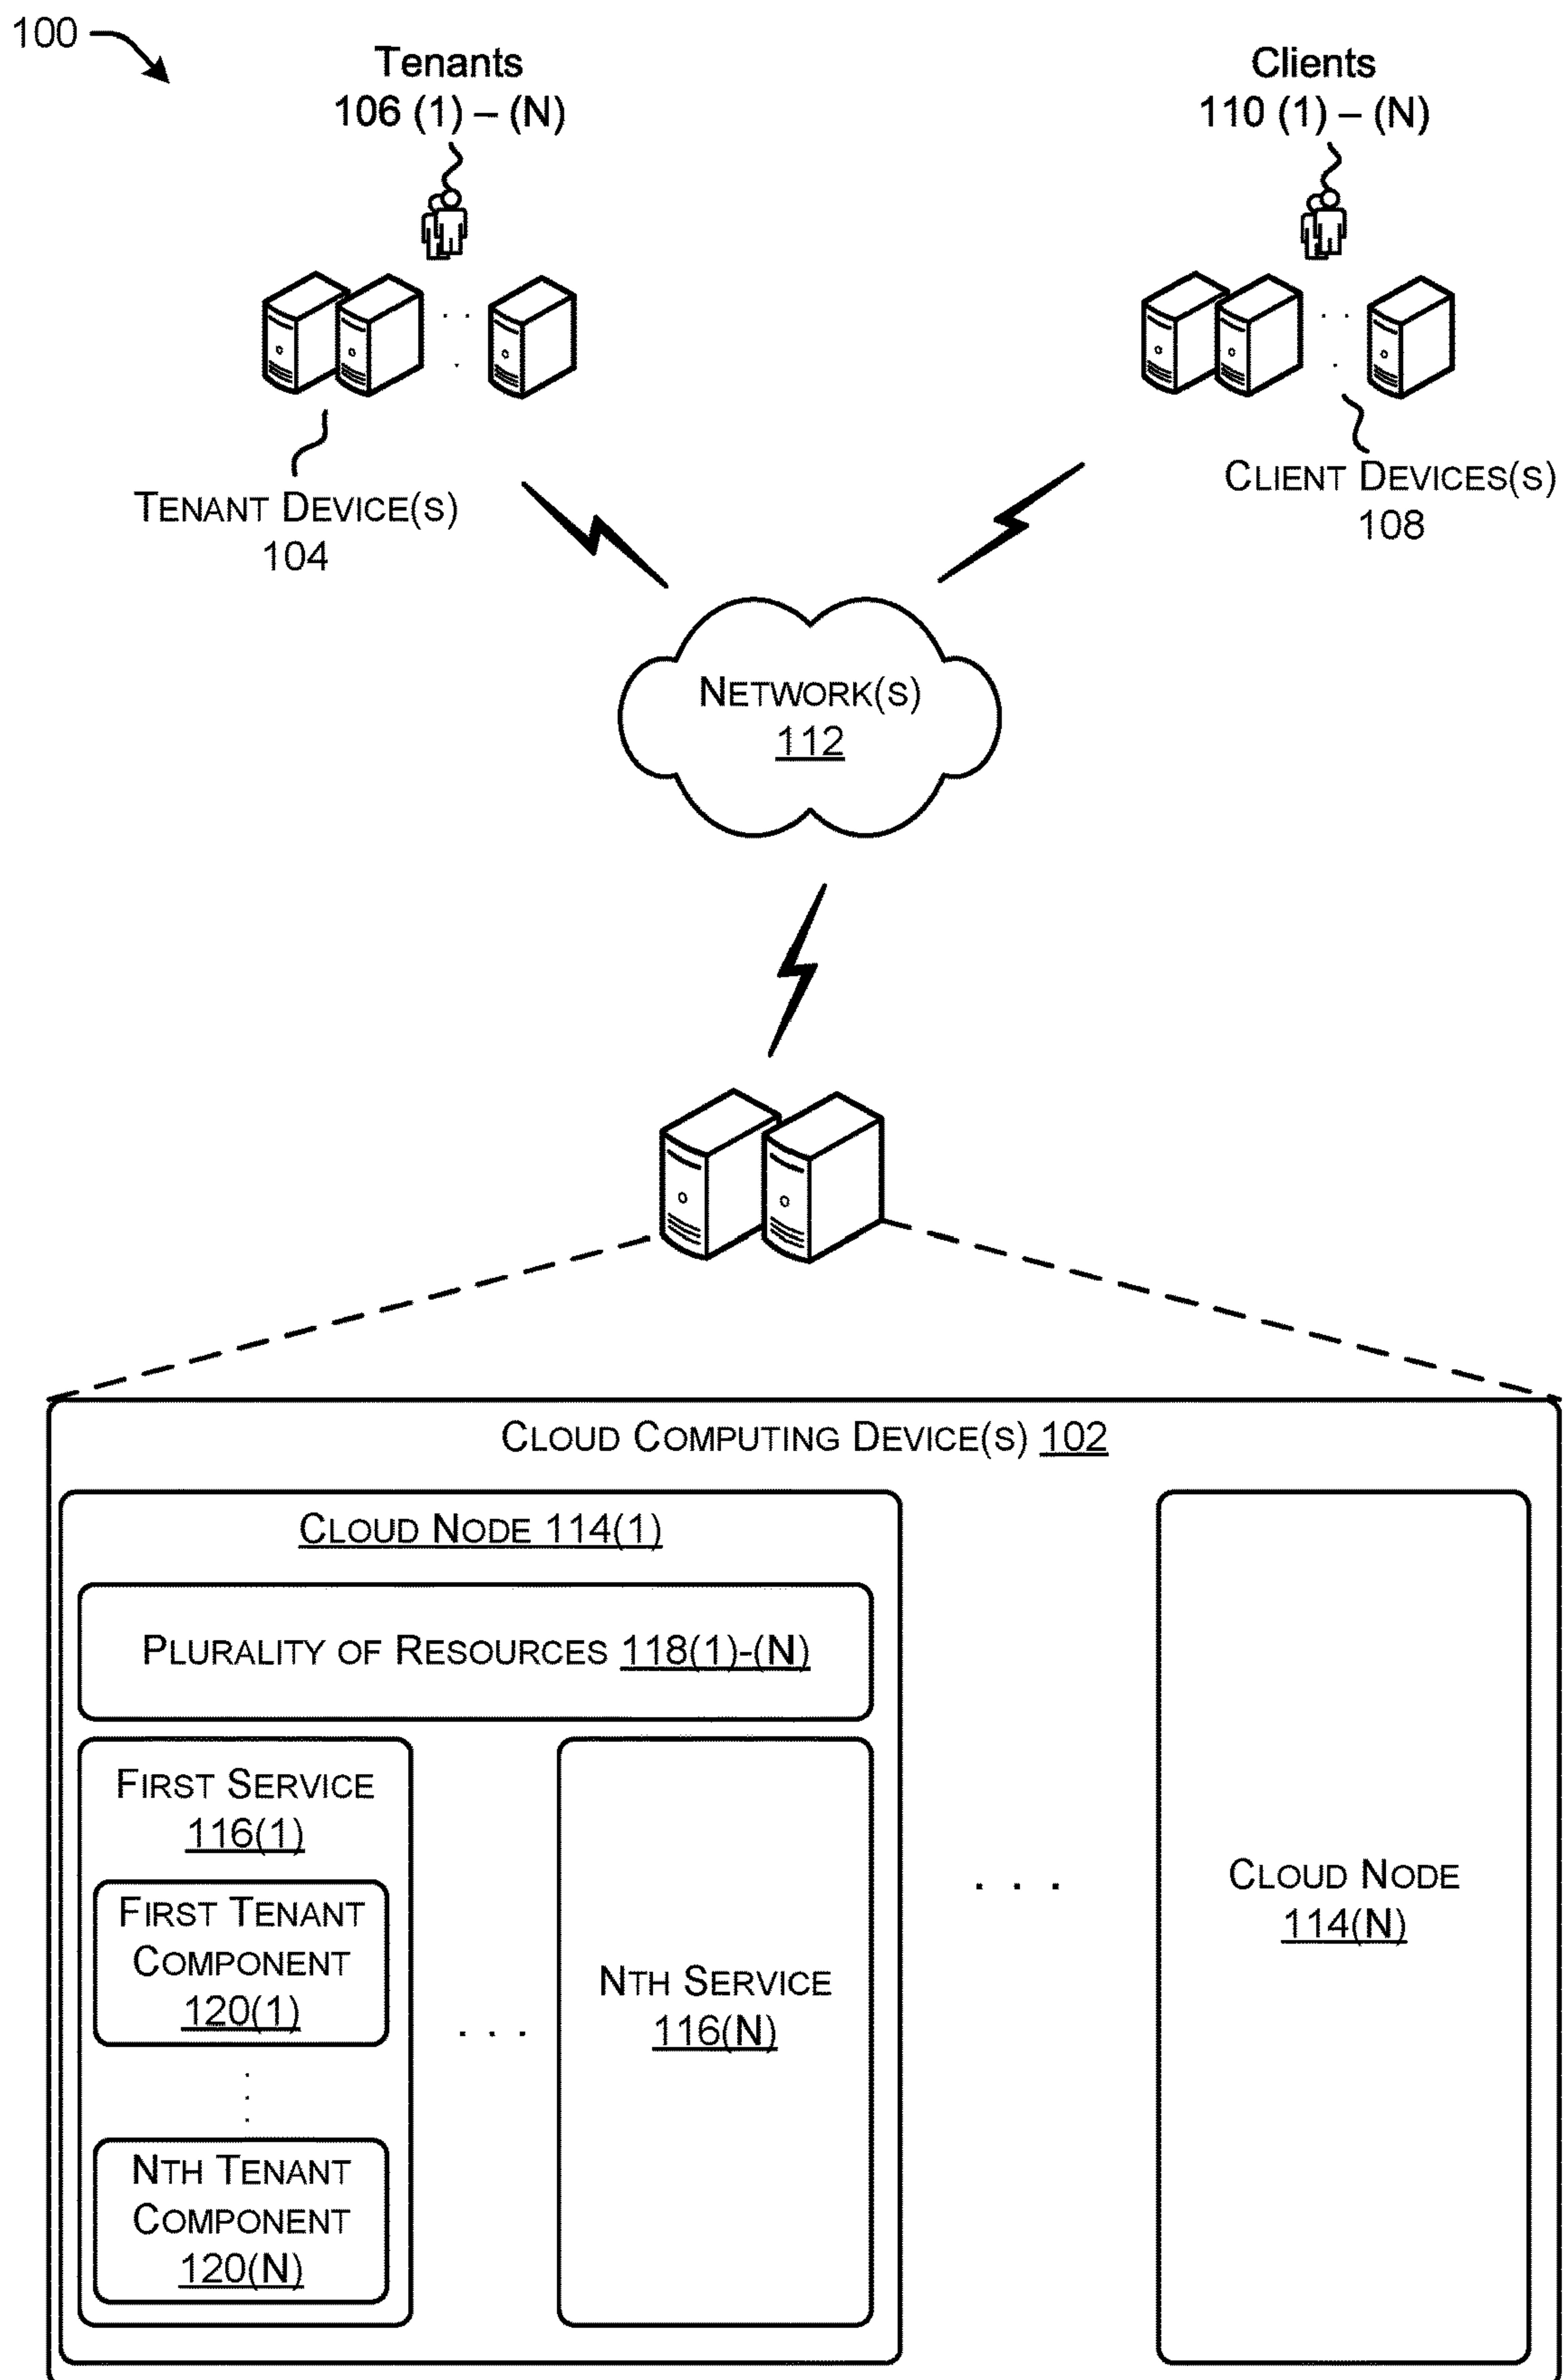 100
Tenants
106 (1) – (N)
Clients
110 (1) – (N)
TENANT DEVICE(S)
104
CLIENT DEVICES(S)
108
NETWORK(S)
112
CLOUD COMPUTING DEVICE(S) 102
CLOUD NODE 114(1)
PLURALITY OF RESOURCES 118(1)-(N)
FIRST SERVICE
116(1)
FIRST TENANT
COMPONENT
120(1)
. . .
NTH TENANT
COMPONENT
120(N)
. . .
NTH SERVICE
116(N)
. . .
CLOUD NODE
114(N)